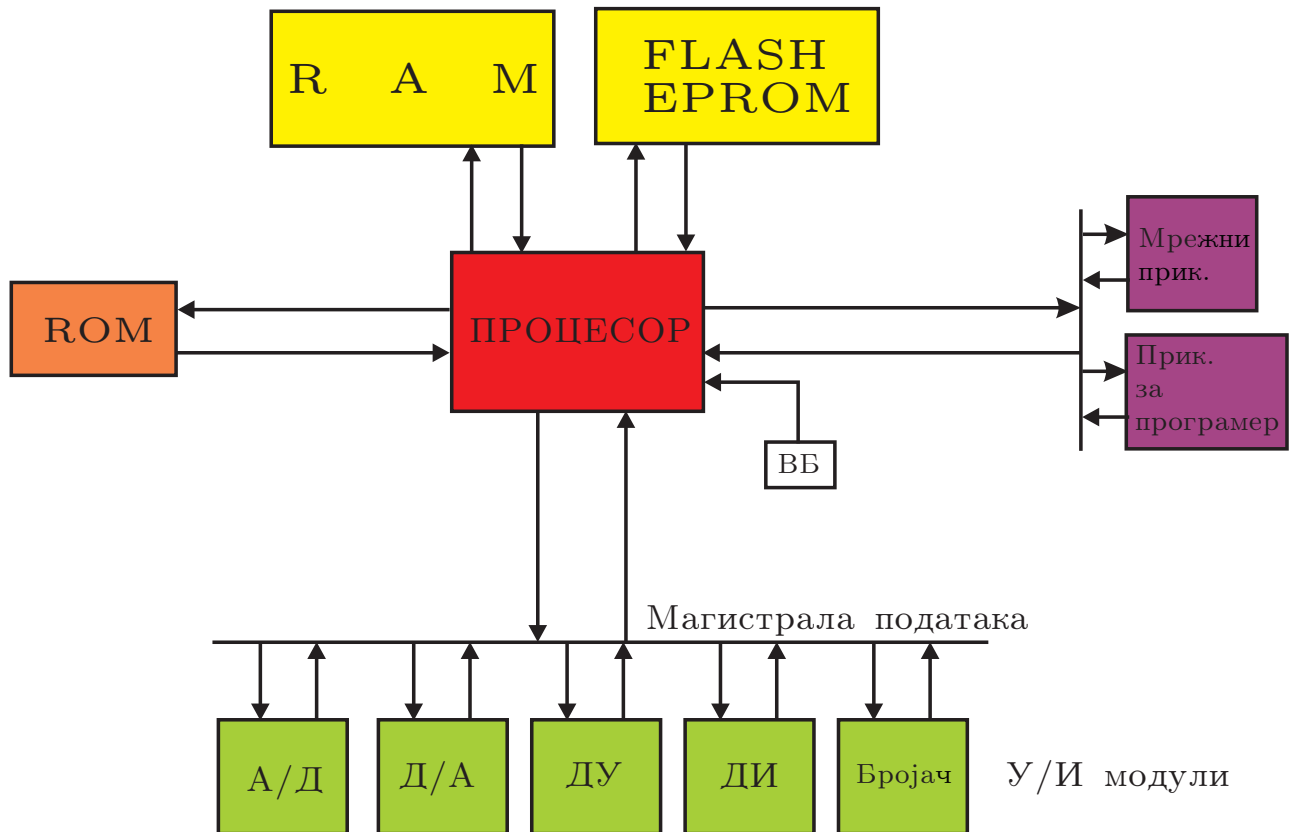 R A M
FLASH
EPROM
Мрежни
прик.
ROM
ПРОЦЕСОР
Прик.
за
програмер
ВБ
Магистрала података
А/Д
Д/А
ДУ
ДИ
Бројач
У/И модули